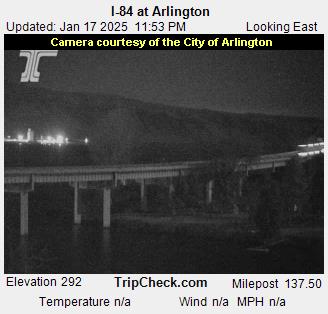 I-84 at Arlington
Updated: Jan 17 2025 11:53 PM Looking East
Camera courtesy of the City of Arlington
Elevation 292 TripCheck.com Milepost 137.50
Temperature n/a Wind n/a MPH n/a